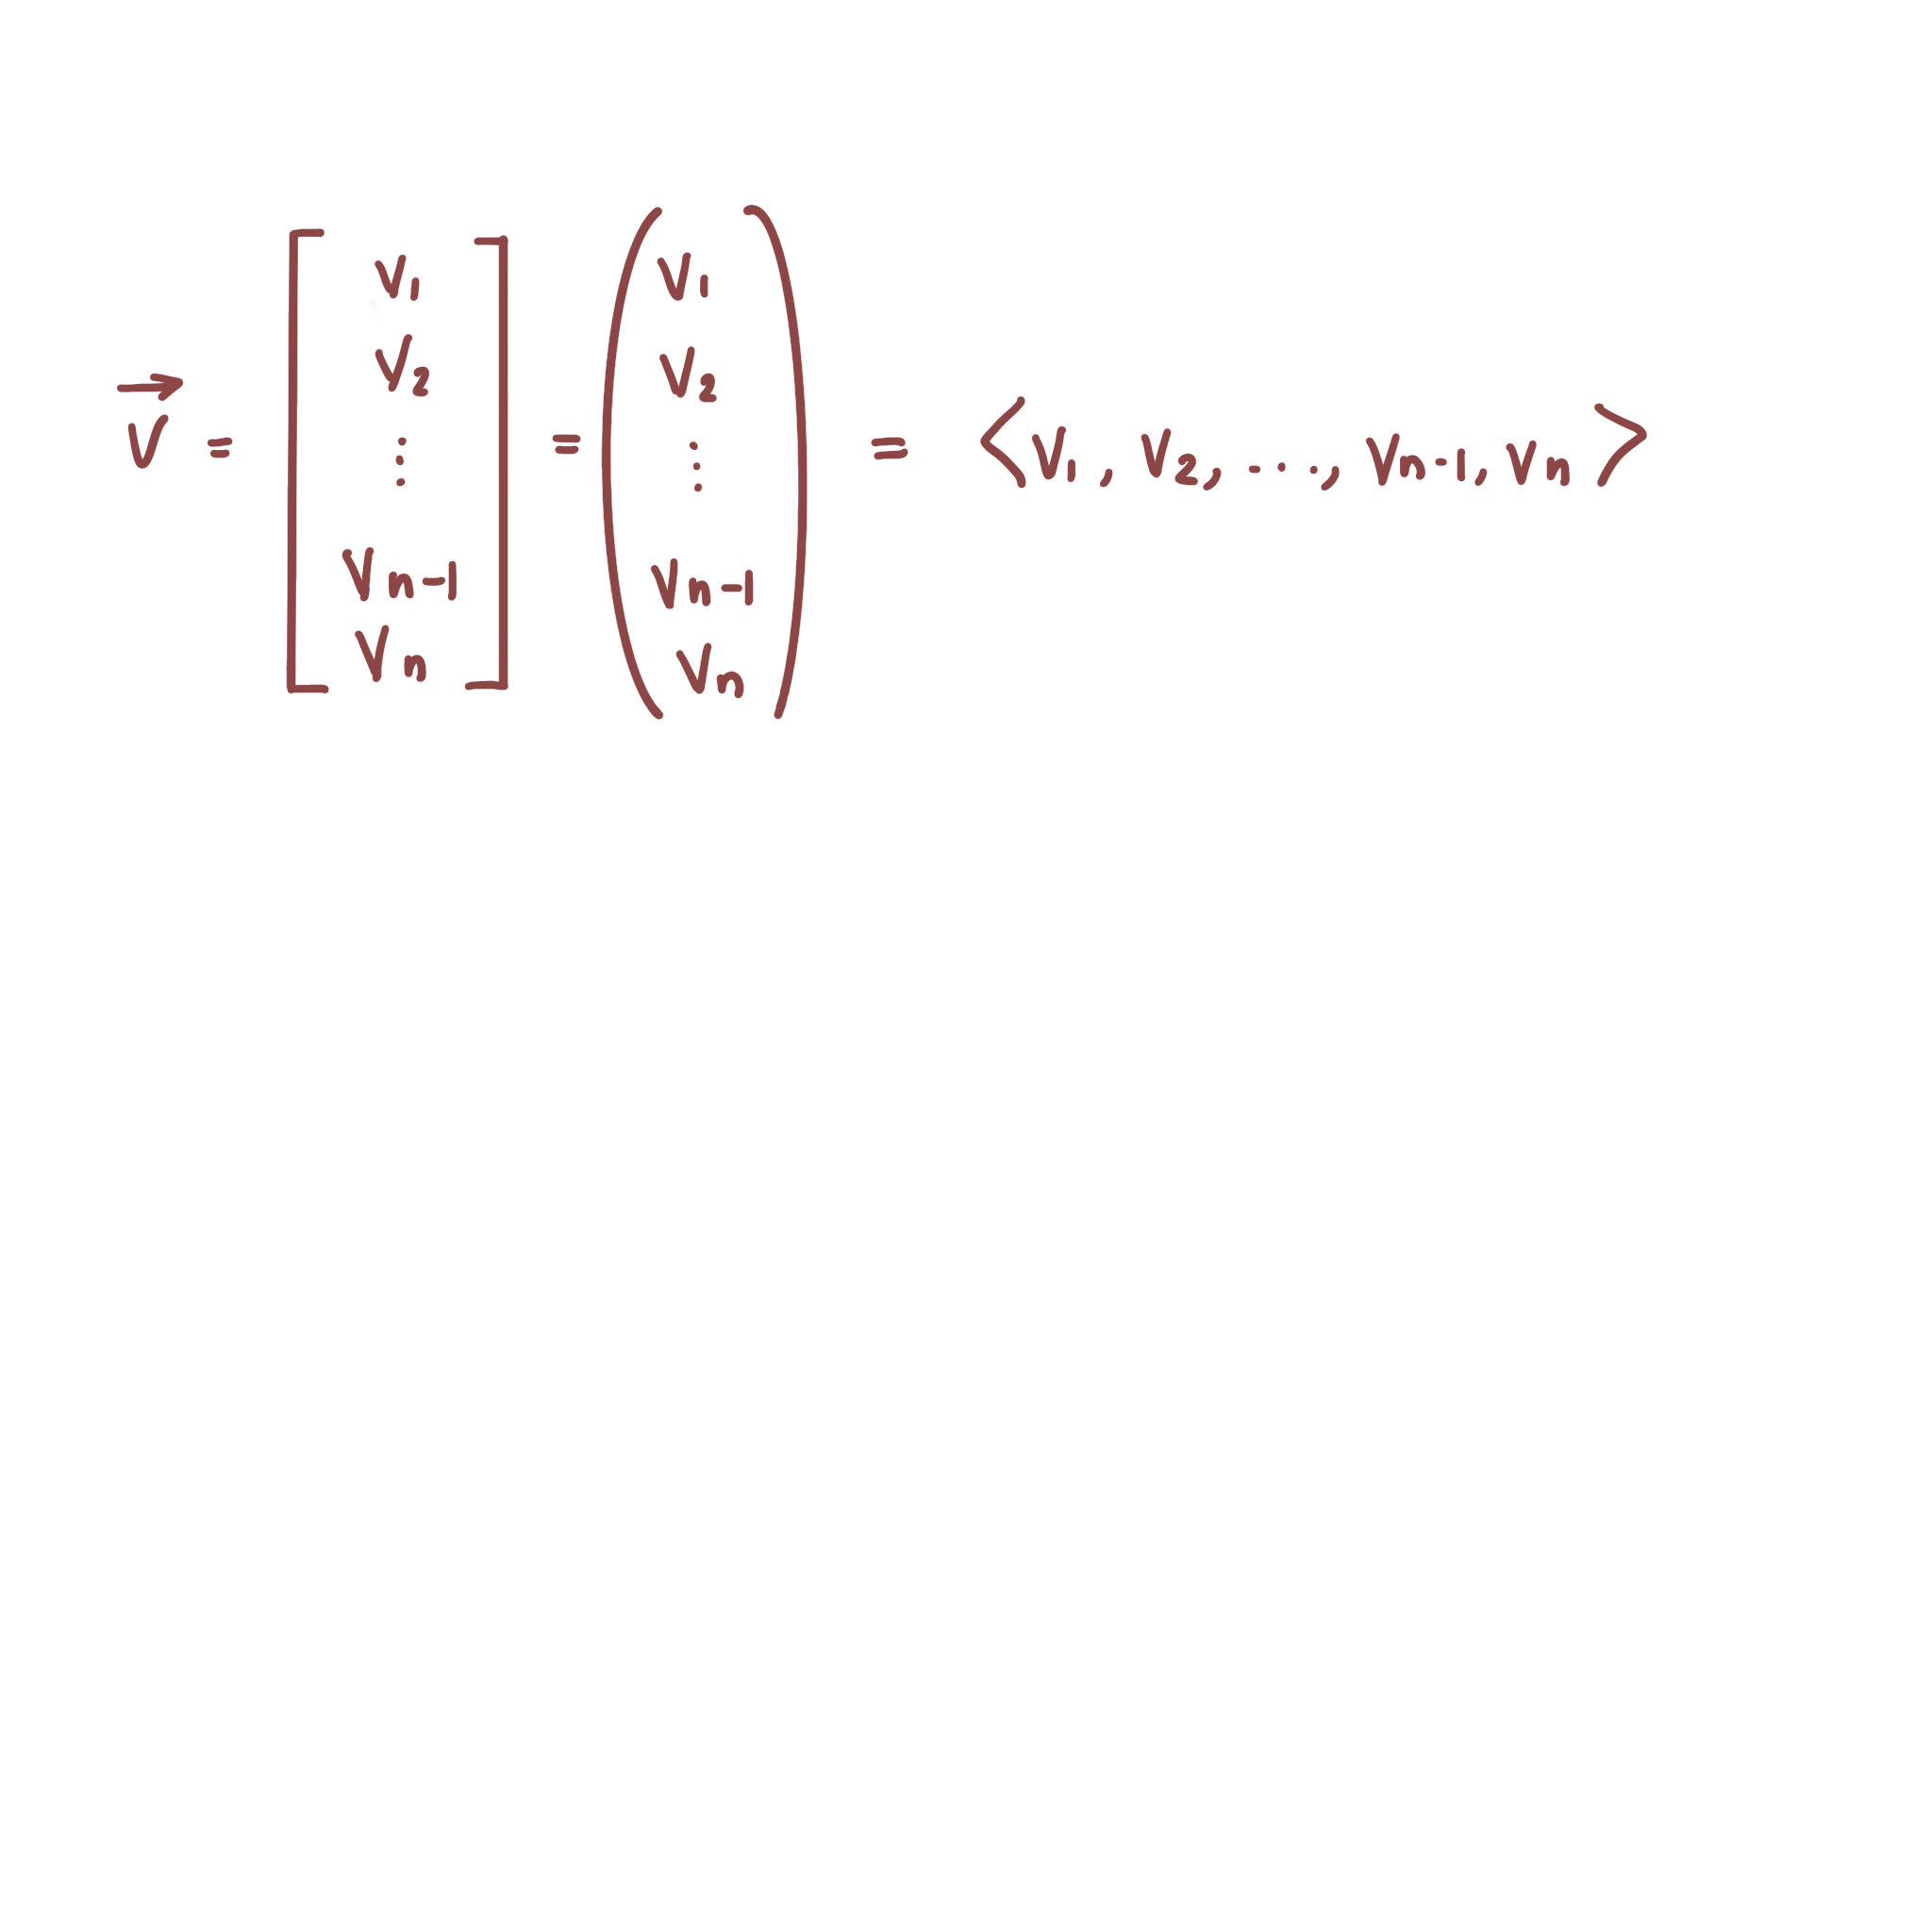 v⃗ = [ v₁ v₂ ⋮ vₙ₋₁ vₙ ] = ( v₁ v₂ ⋮ vₙ₋₁ vₙ ) = ⟨v₁, v₂, ..., vₙ₋₁, vₙ⟩